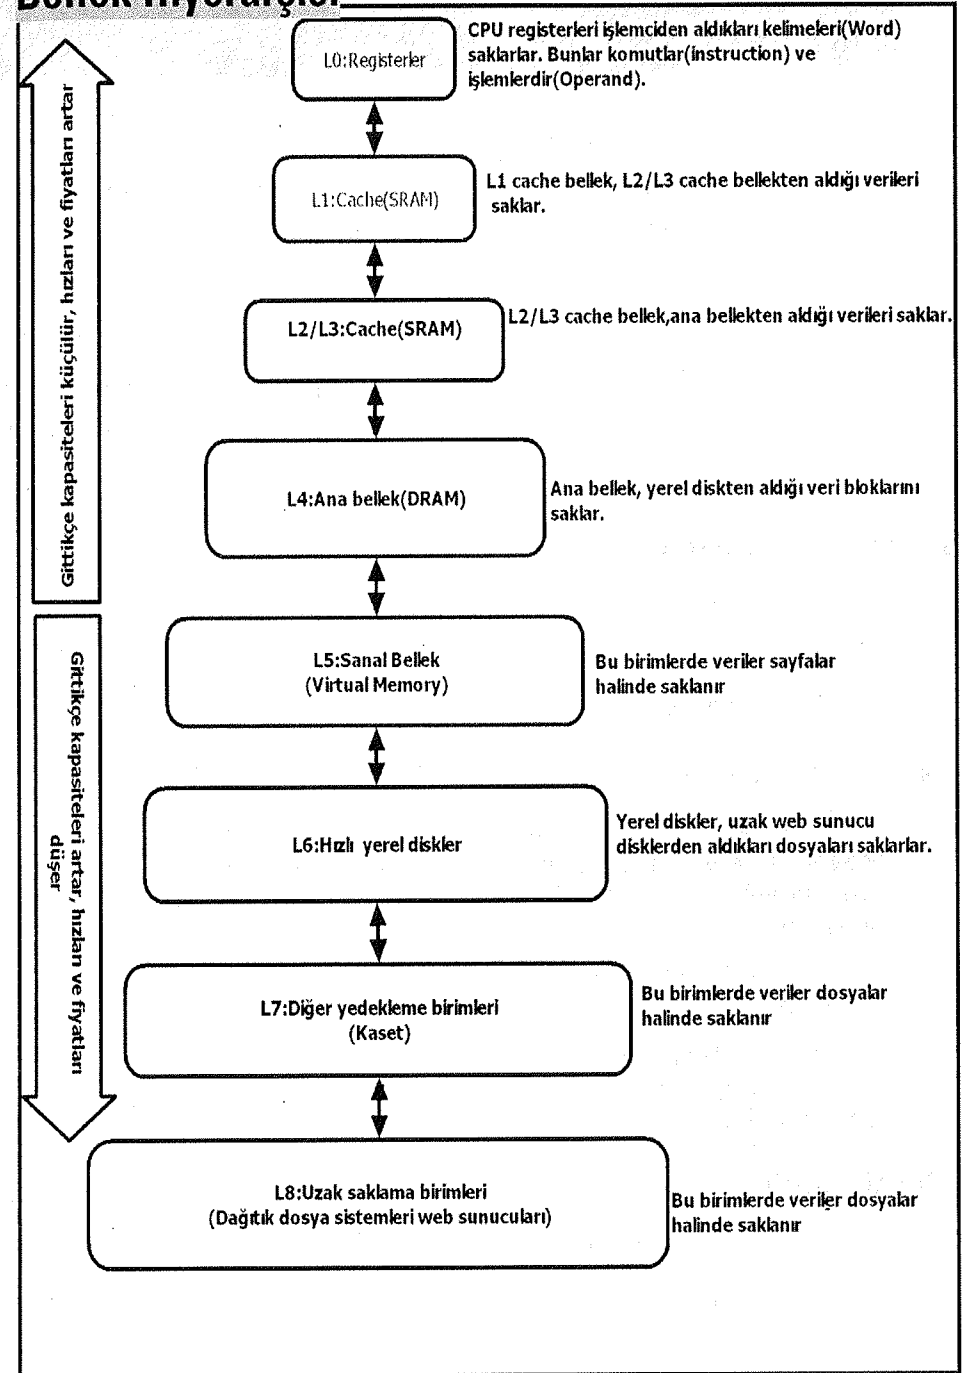 L0:Registerler
CPU registerleri işlemciden aldıkları kelimeleri(Word)
saklarlar. Bunlar komutlar(instruction) ve
işlemlerdir(Operand).
L1:Cache(SRAM)
L1 cache bellek, L2/L3 cache bellekten aldığı verileri
saklar.
L2/L3:Cache(SRAM)
L2/L3 cache bellek,ana bellekten aldığı verileri saklar.
L4:Ana bellek(DRAM)
Ana bellek, yerel diskten aldığı veri bloklarını
saklar.
Gittikçe kapasiteleri küçülür, hızları ve fiyatları artar
L5:Sanal Bellek
(Virtual Memory)
Bu birimlerde veriler sayfalar
halinde saklanır
L6:Hızlı yerel diskler
Yerel diskler, uzak web sunucu
disklerden aldıkları dosyaları saklarlar.
L7:Diğer yedekleme birimleri
(Kaset)
Bu birimlerde veriler dosyalar
halinde saklanır
Gittikçe kapasiteleri artar, hızları ve fiyatları
düşer
L8:Uzak saklama birimleri
(Dağıtık dosya sistemleri web sunucuları)
Bu birimlerde veriler dosyalar
halinde saklanır